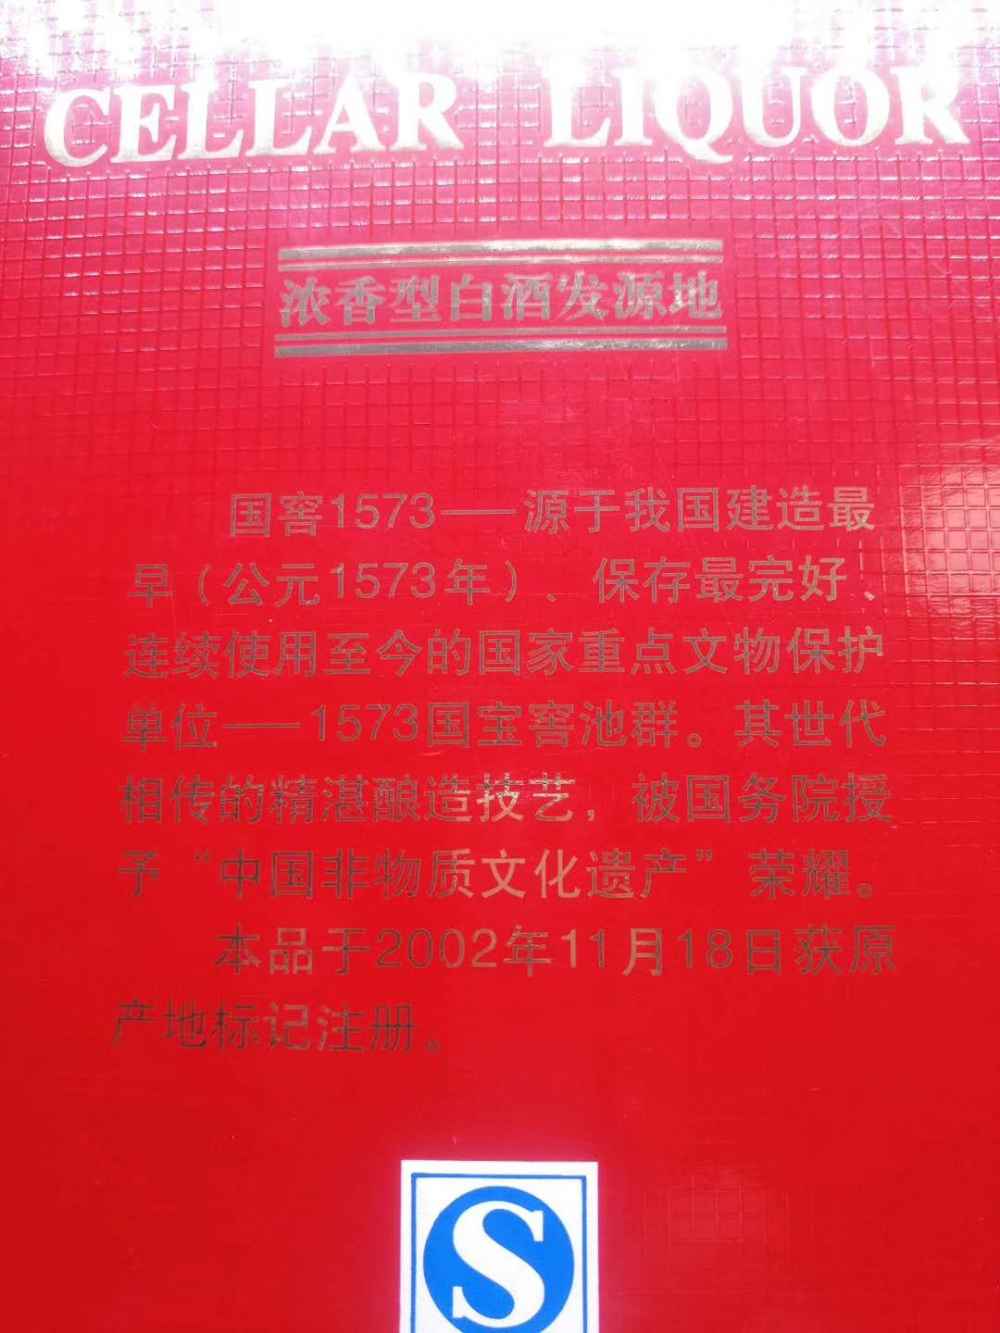 CELLAR LIQUOR
浓香型白酒发源地
国窖1573——源于我国建造最
早（公元1573年）、保存最完好、
连续使用至今的国家重点文物保护
单位——1573国宝窖池群。其世代
相传的精湛酿造技艺，被国务院授
予“中国非物质文化遗产”荣耀。
本品于2002年11月18日获原
产地标记注册。
S